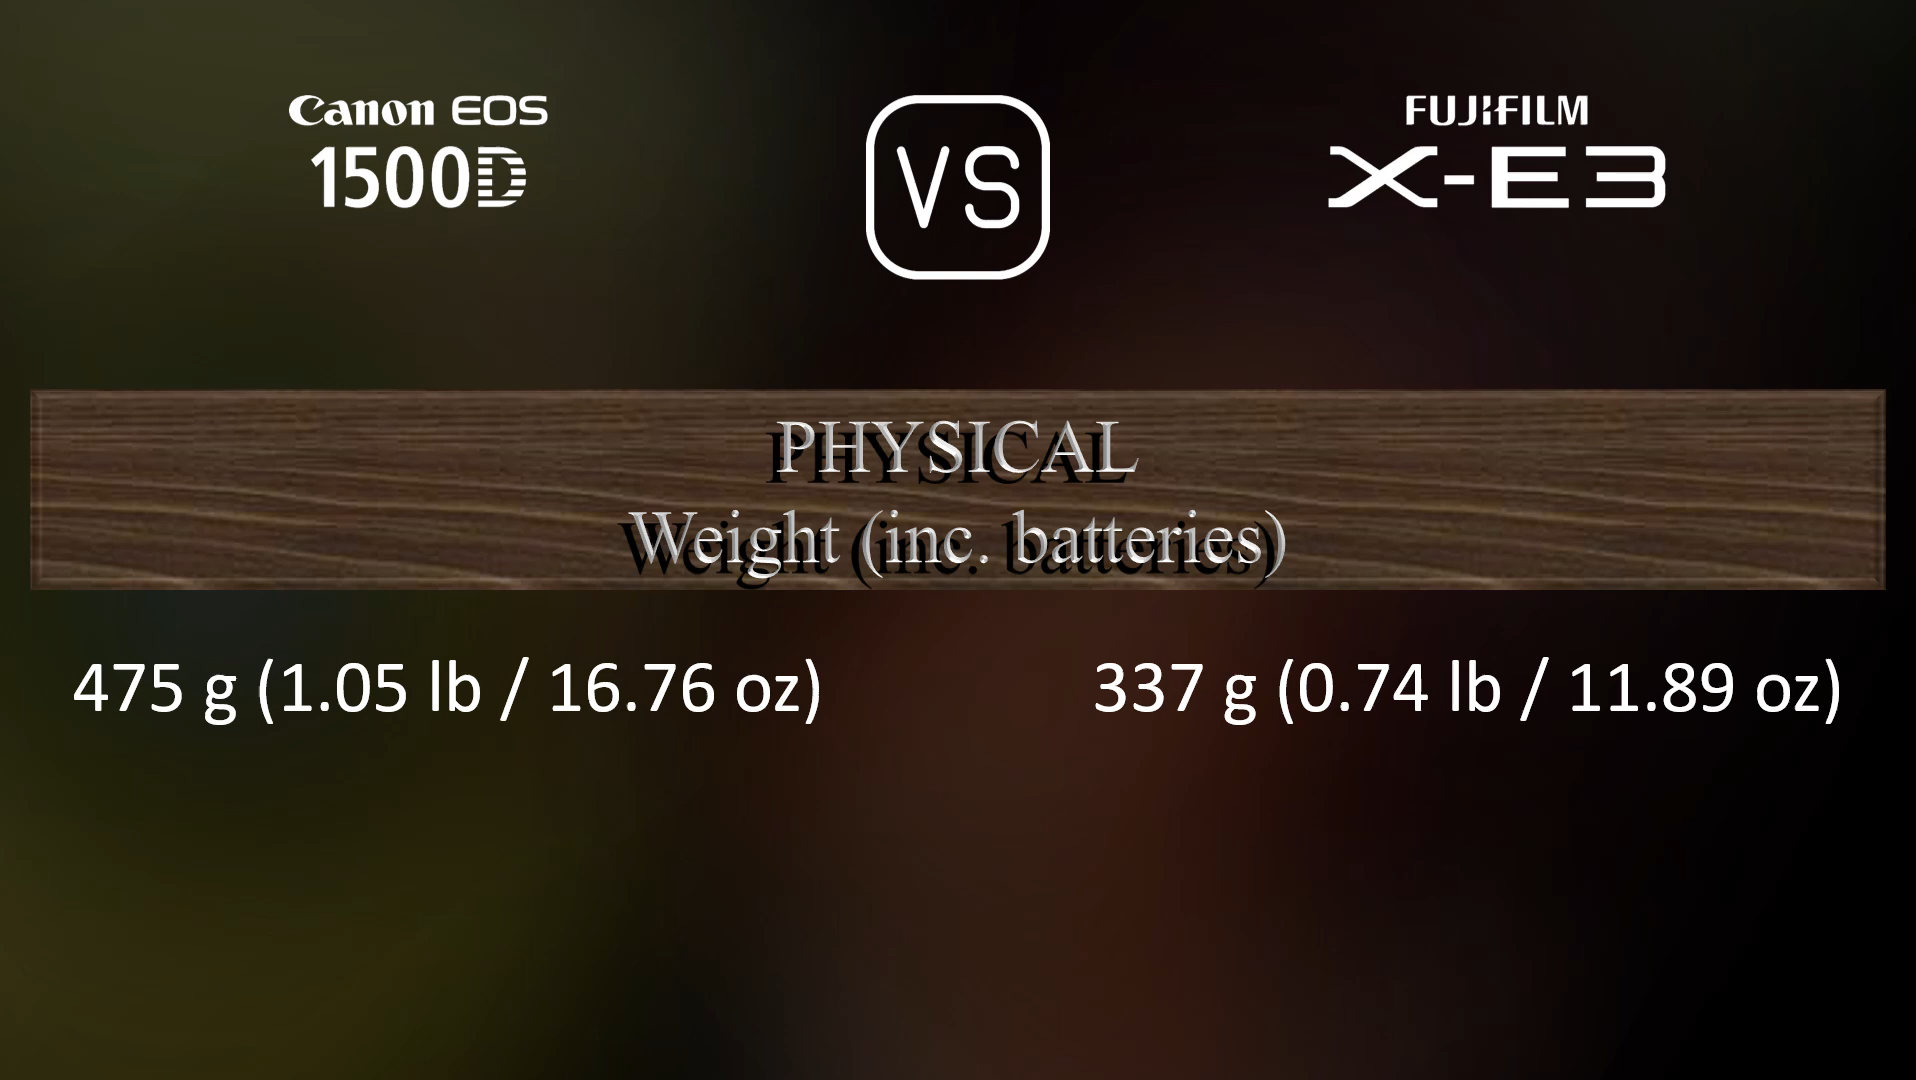 Canon EOS
1500D
VS
FUJIFILM
X-E3
PHYSICAL
Weight (inc. batteries)
475 g (1.05 lb / 16.76 oz)
337 g (0.74 lb / 11.89 oz)